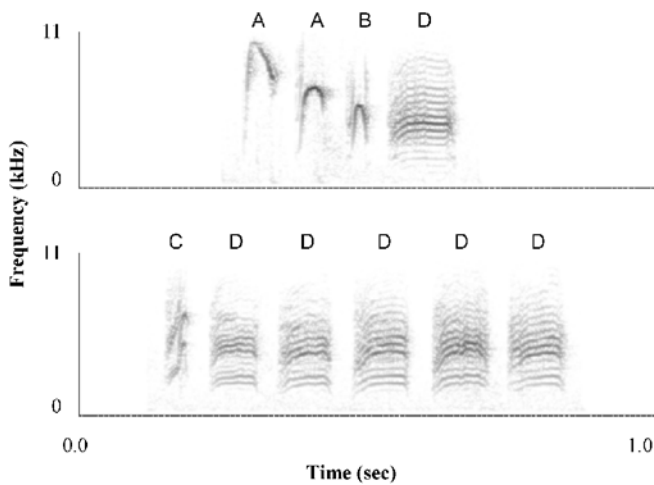 A A B D
11
0
C D D D D D
11
0
Frequency (kHz)
0.0 1.0
Time (sec)